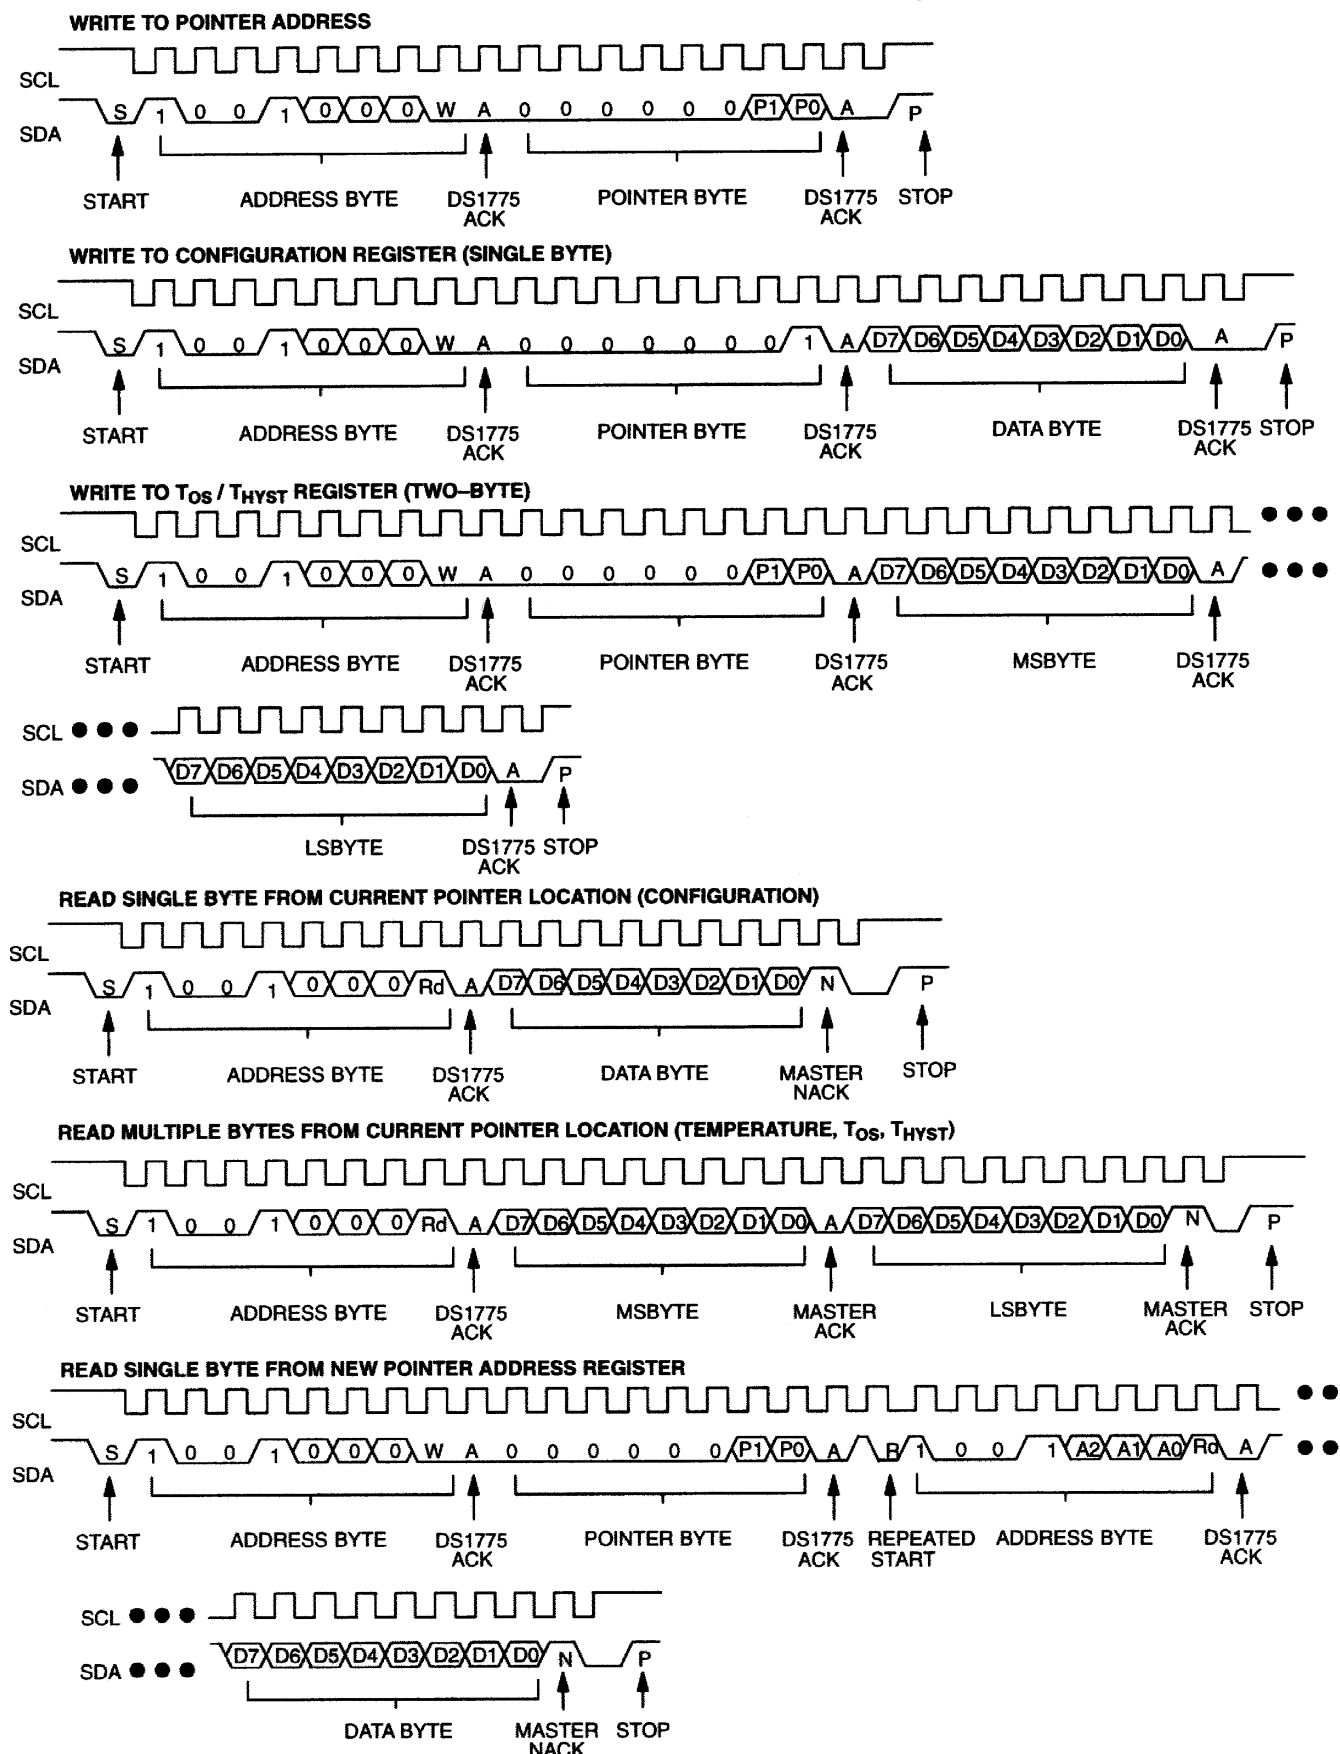 WRITE TO POINTER ADDRESS
SCL
SDA S 1 0 0 1 0 0 0 W A 0 0 0 0 0 0 P1 P0 A P
START ADDRESS BYTE DS1775 ACK POINTER BYTE DS1775 ACK STOP
WRITE TO CONFIGURATION REGISTER (SINGLE BYTE)
SCL
SDA S 1 0 0 1 0 0 0 W A 0 0 0 0 0 0 0 1 A D7 D6 D5 D4 D3 D2 D1 D0 A P
START ADDRESS BYTE DS1775 ACK POINTER BYTE DS1775 ACK DATA BYTE DS1775 ACK STOP
WRITE TO TOS / THYST REGISTER (TWO–BYTE)
SCL
SDA S 1 0 0 1 0 0 0 W A 0 0 0 0 0 0 P1 P0 A D7 D6 D5 D4 D3 D2 D1 D0 A
START ADDRESS BYTE DS1775 ACK POINTER BYTE DS1775 ACK MSBYTE DS1775 ACK
SCL
SDA D7 D6 D5 D4 D3 D2 D1 D0 A P
LSBYTE DS1775 ACK STOP
READ SINGLE BYTE FROM CURRENT POINTER LOCATION (CONFIGURATION)
SCL
SDA S 1 0 0 1 0 0 0 Rd A D7 D6 D5 D4 D3 D2 D1 D0 N P
START ADDRESS BYTE DS1775 ACK DATA BYTE MASTER NACK STOP
READ MULTIPLE BYTES FROM CURRENT POINTER LOCATION (TEMPERATURE, TOS, THYST)
SCL
SDA S 1 0 0 1 0 0 0 Rd A D7 D6 D5 D4 D3 D2 D1 D0 A D7 D6 D5 D4 D3 D2 D1 D0 N P
START ADDRESS BYTE DS1775 ACK MSBYTE MASTER ACK LSBYTE MASTER ACK STOP
READ SINGLE BYTE FROM NEW POINTER ADDRESS REGISTER
SCL
SDA S 1 0 0 1 0 0 0 W A 0 0 0 0 0 0 P1 P0 A R 1 0 0 1 A2 A1 A0 Rd A
START ADDRESS BYTE DS1775 ACK POINTER BYTE DS1775 ACK REPEATED START ADDRESS BYTE DS1775 ACK
SCL
SDA D7 D6 D5 D4 D3 D2 D1 D0 N P
DATA BYTE MASTER NACK STOP